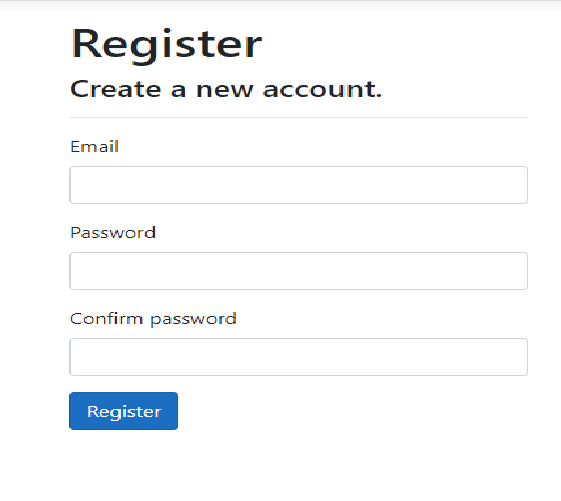 Register
Create a new account.
Email
Password
Confirm password
Register